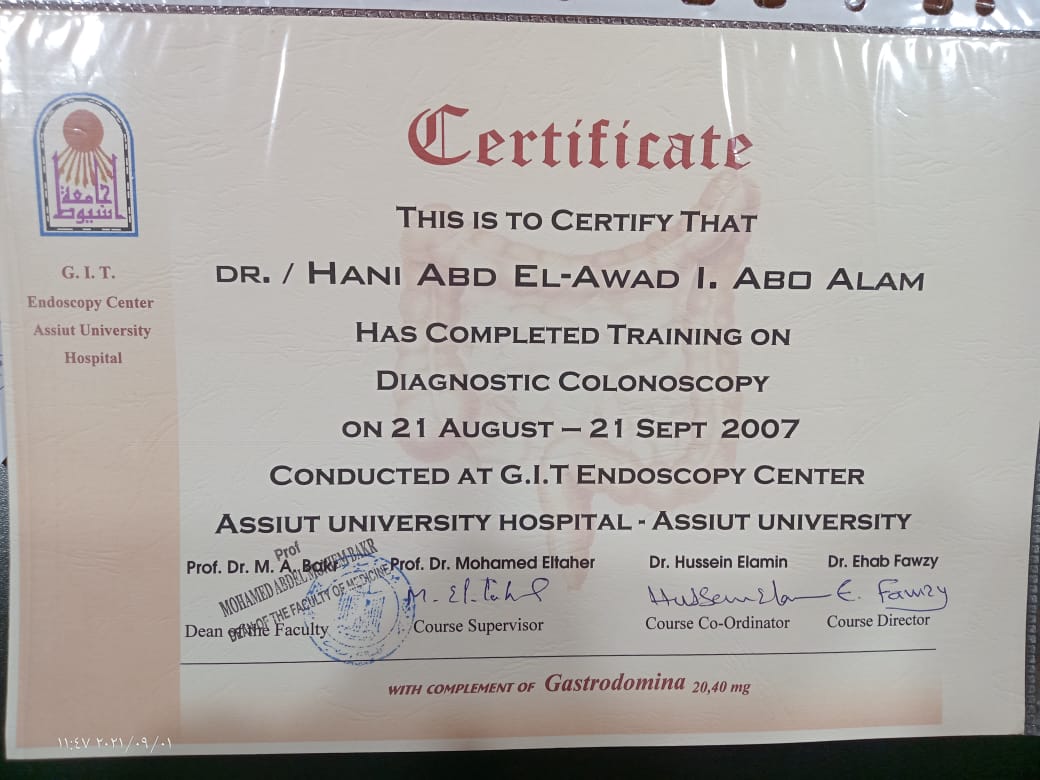 جامعة
أسيوط
G. I. T.
Endoscopy Center
Assiut University
Hospital
Certificate
THIS IS TO CERTIFY THAT
DR. / HANI ABD EL-AWAD I. ABO ALAM
HAS COMPLETED TRAINING ON
DIAGNOSTIC COLONOSCOPY
ON 21 AUGUST – 21 SEPT 2007
CONDUCTED AT G.I.T ENDOSCOPY CENTER
ASSIUT UNIVERSITY HOSPITAL - ASSIUT UNIVERSITY
Prof. Dr. M. A. Bakr Prof. Dr. Mohamed Eltaher Dr. Hussein Elamin Dr. Ehab Fawzy
Prof
MOHAMED ABDEL MONEM BAKR
DEAN OF THE FACULTY OF MEDICINE
M. El.Tahel Hussein Elam E. Fawzy
Dean of the Faculty Course Supervisor Course Co-Ordinator Course Director
WITH COMPLEMENT OF Gastrodomina 20,40 mg
١١:٤٧ ٢٠٢١/٠٩/٠١